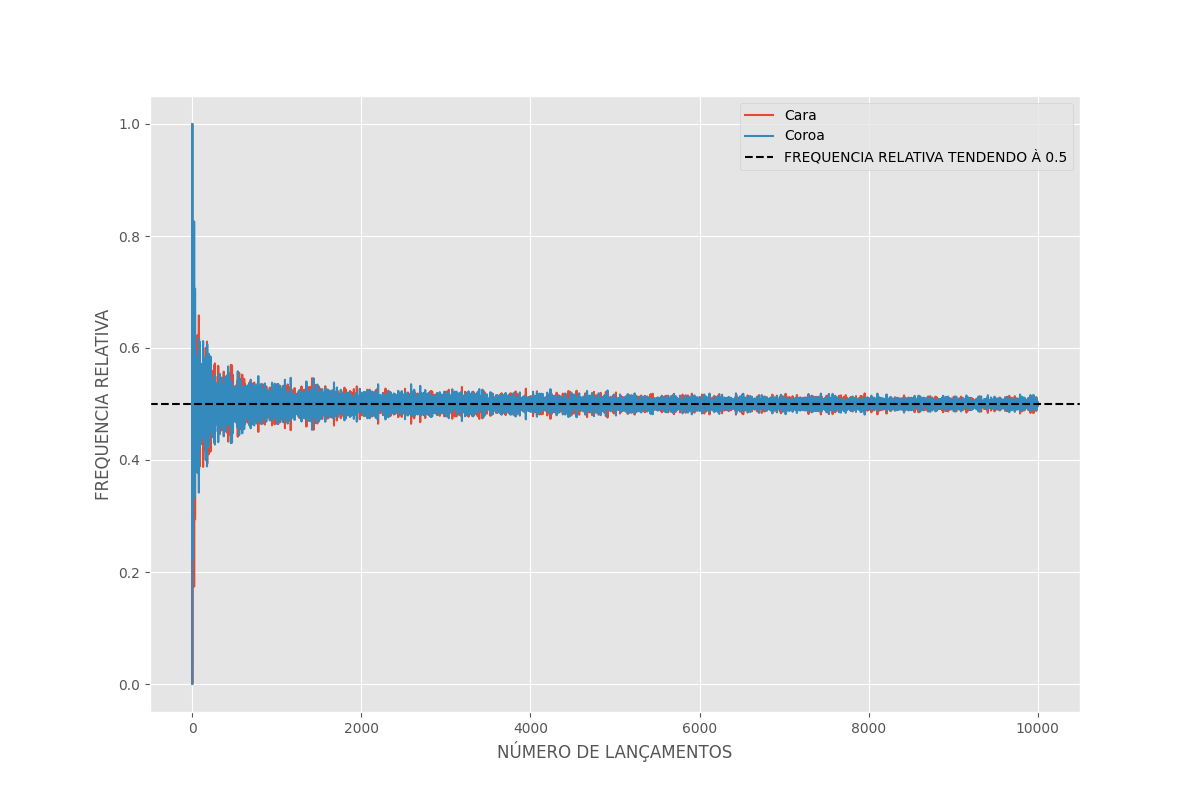 Cara
Coroa
FREQUENCIA RELATIVA TENDENDO À 0.5
1.0
0.8
0.6
0.4
0.2
0.0
FREQUENCIA RELATIVA
0 2000 4000 6000 8000 10000
NÚMERO DE LANÇAMENTOS